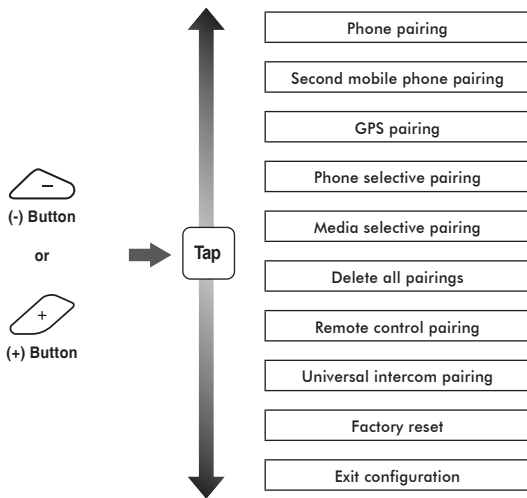 Phone pairing
Second mobile phone pairing
GPS pairing
Phone selective pairing
Media selective pairing
Delete all pairings
Remote control pairing
Universal intercom pairing
Factory reset
Exit configuration
−
(-) Button
or
+
(+) Button
Tap